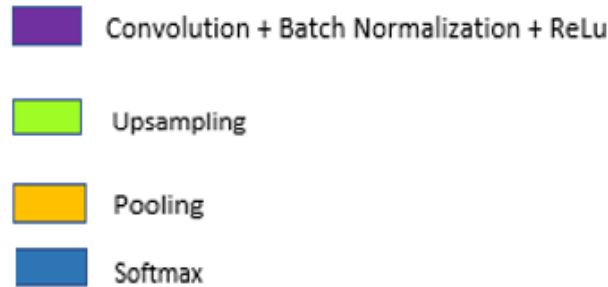 Convolution + Batch Normalization + ReLu
Upsampling
Pooling
Softmax